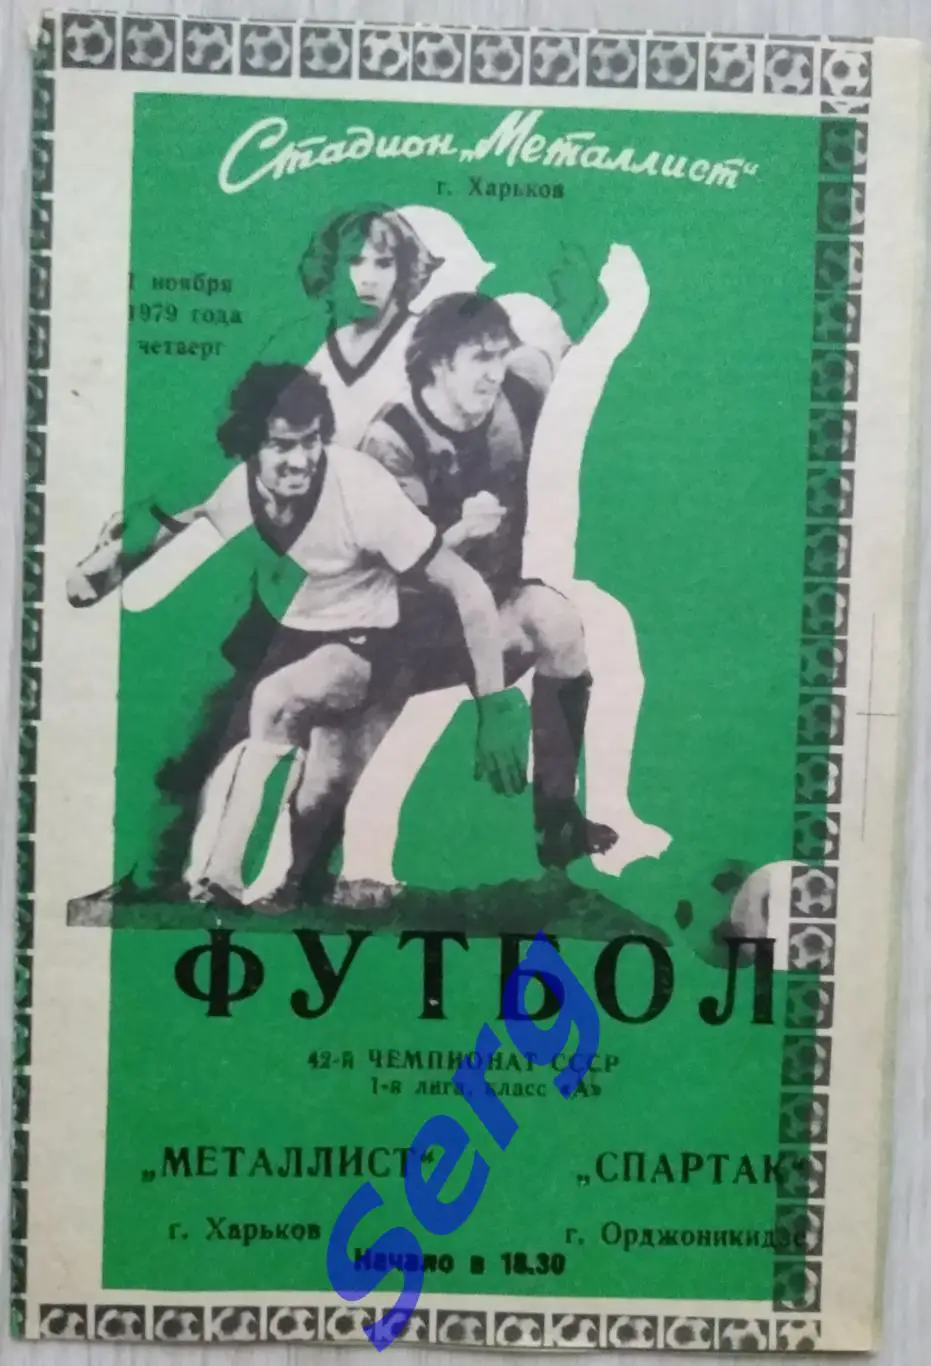 Стадион „Металлист“
г. Харьков
1 ноября
1979 года
четверг
ФУТБОЛ
42-й ЧЕМПИОНАТ СССР
1-я лига, класс «А»
„МЕТАЛЛИСТ“ „СПАРТАК“
г. Харьков г. Орджоникидзе
Начало в 18.30
Serg